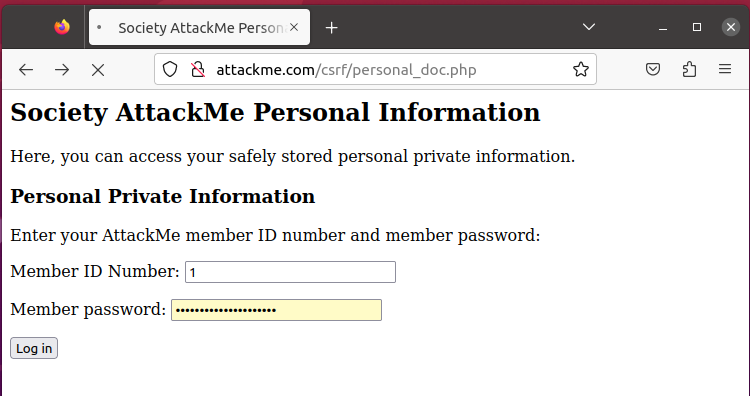 Society AttackMe Person
attackme.com/csrf/personal_doc.php
Society AttackMe Personal Information
Here, you can access your safely stored personal private information.
Personal Private Information
Enter your AttackMe member ID number and member password:
Member ID Number: 1
Member password: •••••••••••••••••••••
Log in